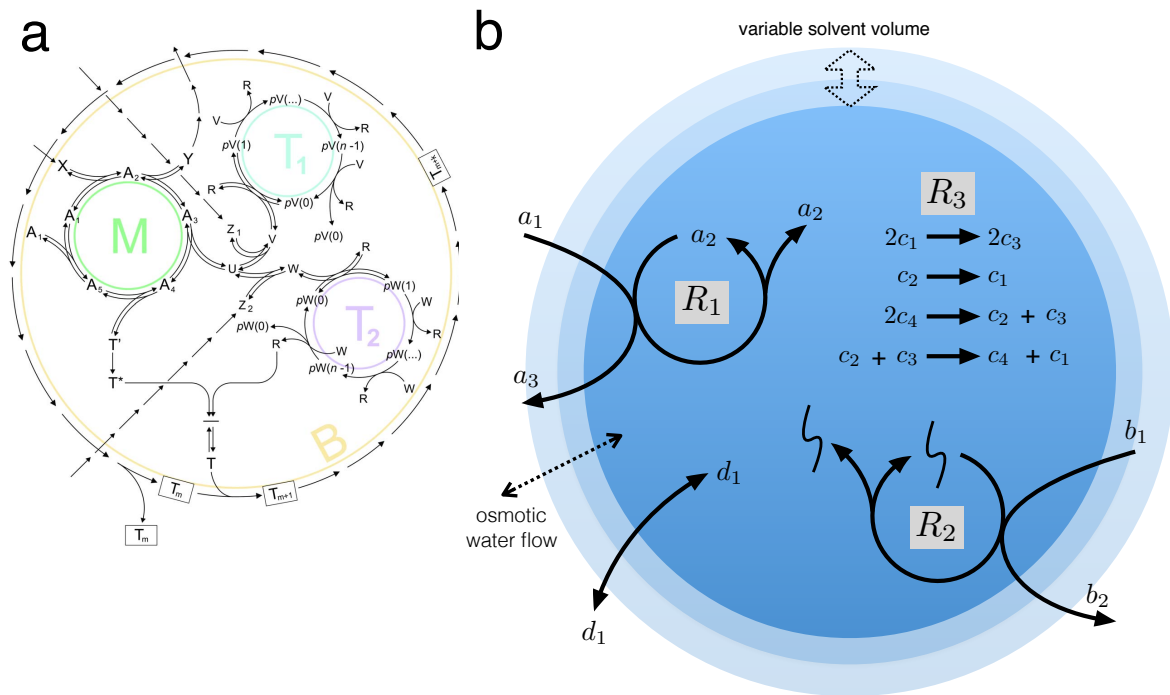 a
b
variable solvent volume
X
Y
A₁
A₁
A₂
A₃
A₄
A₅
M
T'
T*
T
R
V
pV(...)
V
R
pV(1)
T₁
pV(n -1)
V
R
pV(0)
R
pV(0)
Z₁
V
U
W
Z₂
R
pW(0)
pW(1)
W
T₂
R
pW(0)
R
W
pW(n -1)
pW(...)
R
W
B
Tₘ₊ₖ
Tₘ
Tₘ₊₁
Tₘ
a₁
a₂
a₂
R₁
a₃
R₃
2c₁ → 2c₃
c₂ → c₁
2c₄ → c₂ + c₃
c₂ + c₃ → c₄ + c₁
osmotic
water flow
d₁
d₁
R₂
b₁
b₂